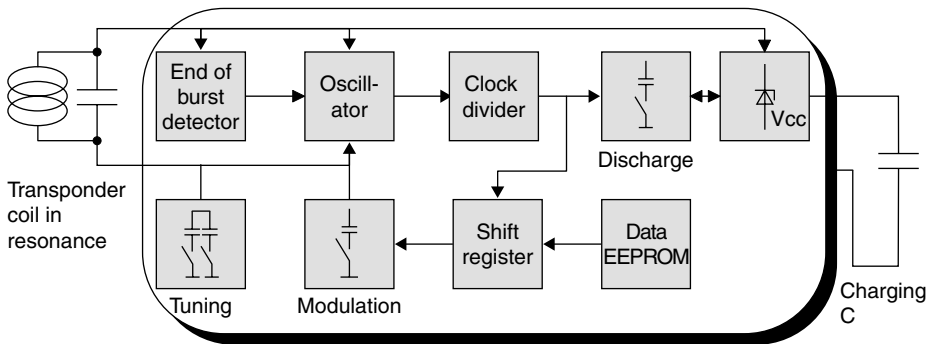 End of
burst
detector
Oscill-
ator
Clock
divider
Discharge
Vcc
Transponder
coil in
resonance
Tuning
Modulation
Shift
register
Data
EEPROM
Charging
C